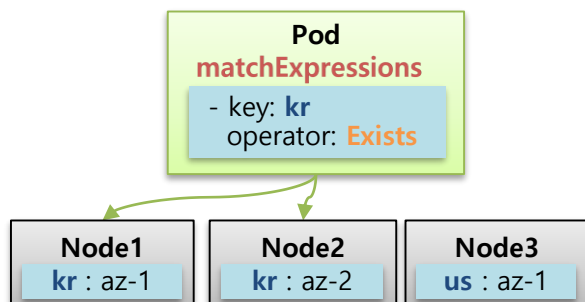 Pod
matchExpressions
- key: kr
operator: Exists
Node1
kr : az-1
Node2
kr : az-2
Node3
us : az-1